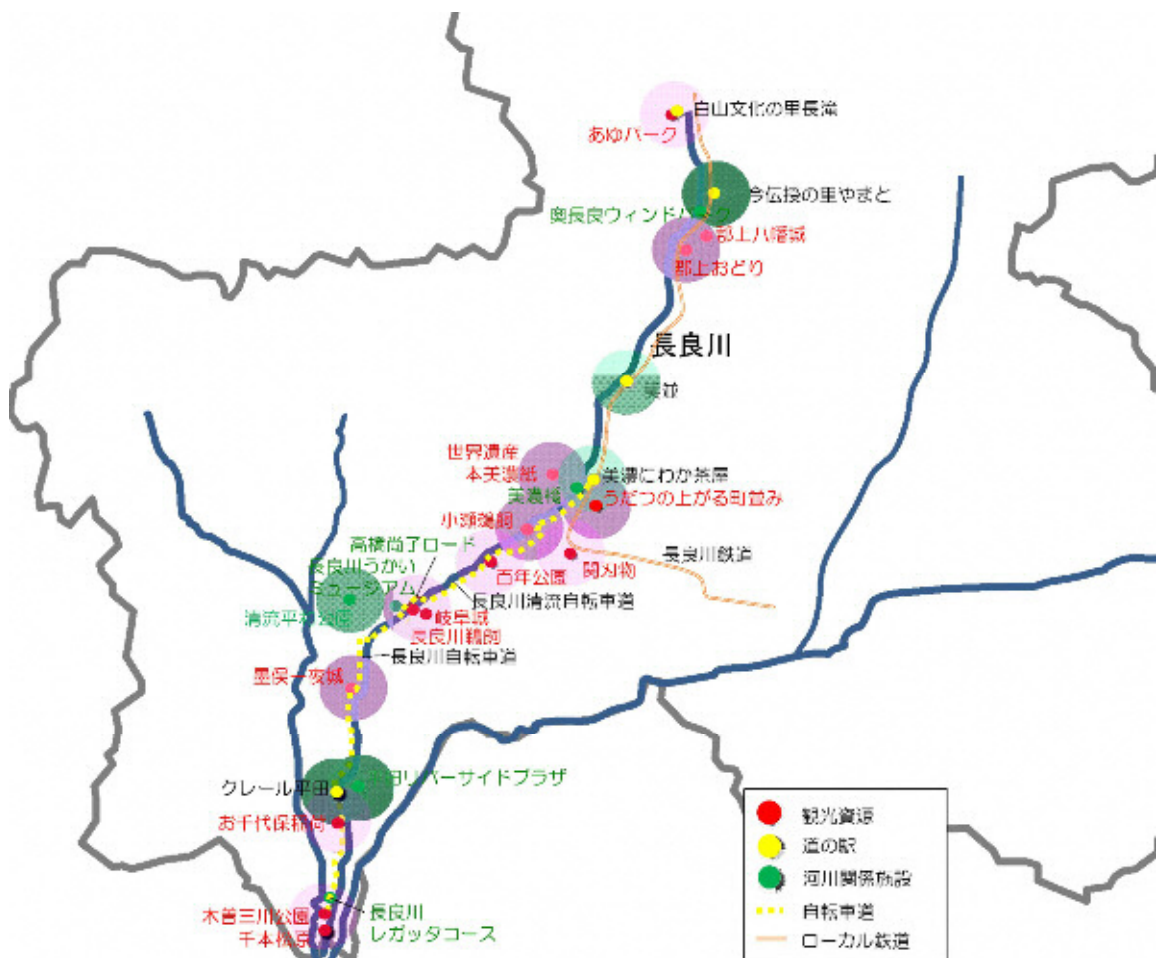 白山文化の里長滝
あゆパーク
今伝授の里やまと
奥長良ウィンドパーク
郡上八幡城
郡上おどり
長良川
美並
世界遺産
本美濃紙
美濃橋
美濃にわか茶屋
うだつの上がる町並み
小瀬鵜飼
高橋尚子ロード
長良川うかい
ミュージアム
百年公園
関刃物
長良川鉄道
長良川清流自転車道
清流平和公園
岐阜城
長良川鵜飼
長良川自転車道
墨俣一夜城
リバーサイドプラザ
クレール平田
お千代保稲荷
木曽三川公園
千本松原
長良川
レガッタコース
観光資源
道の駅
河川関係施設
自転車道
ローカル鉄道